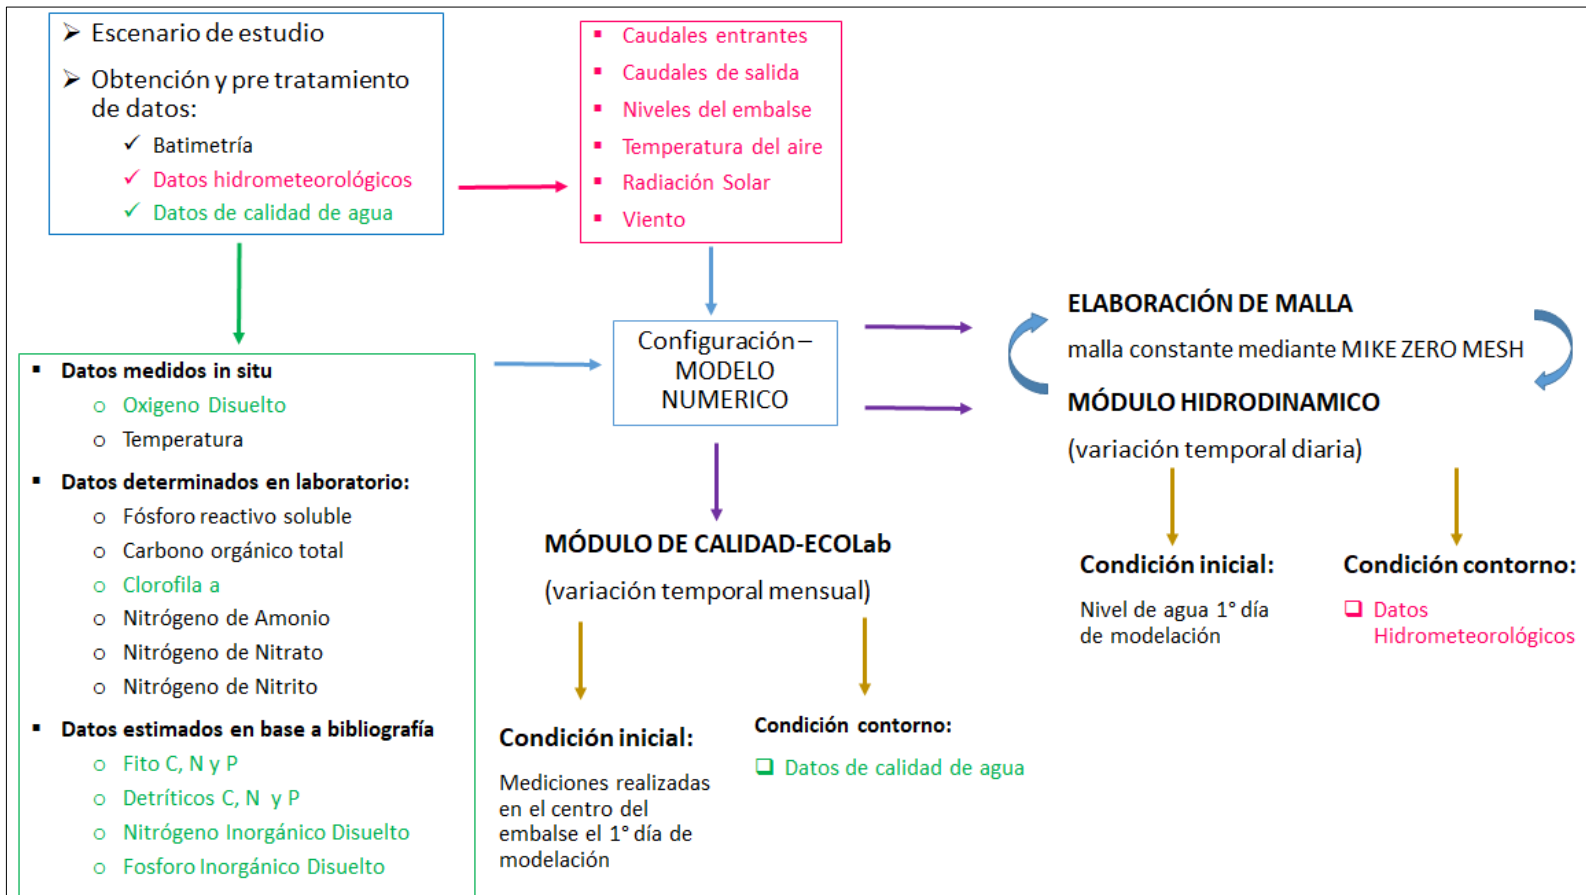 Escenario de estudio
Obtención y pre tratamiento
de datos:
Batimetría
Datos hidrometeorológicos
Datos de calidad de agua
Caudales entrantes
Caudales de salida
Niveles del embalse
Temperatura del aire
Radiación Solar
Viento
Datos medidos in situ
Oxigeno Disuelto
Temperatura
Datos determinados en laboratorio:
Fósforo reactivo soluble
Carbono orgánico total
Clorofila a
Nitrógeno de Amonio
Nitrógeno de Nitrato
Nitrógeno de Nitrito
Datos estimados en base a bibliografía
Fito C, N y P
Detríticos C, N y P
Nitrógeno Inorgánico Disuelto
Fosforo Inorgánico Disuelto
Configuración –
MODELO
NUMERICO
ELABORACIÓN DE MALLA
malla constante mediante MIKE ZERO MESH
MÓDULO HIDRODINAMICO
(variación temporal diaria)
Condición inicial:
Nivel de agua 1° día
de modelación
Condición contorno:
Datos
Hidrometeorológicos
MÓDULO DE CALIDAD-ECOLab
(variación temporal mensual)
Condición inicial:
Mediciones realizadas
en el centro del
embalse el 1° día de
modelación
Condición contorno:
Datos de calidad de agua